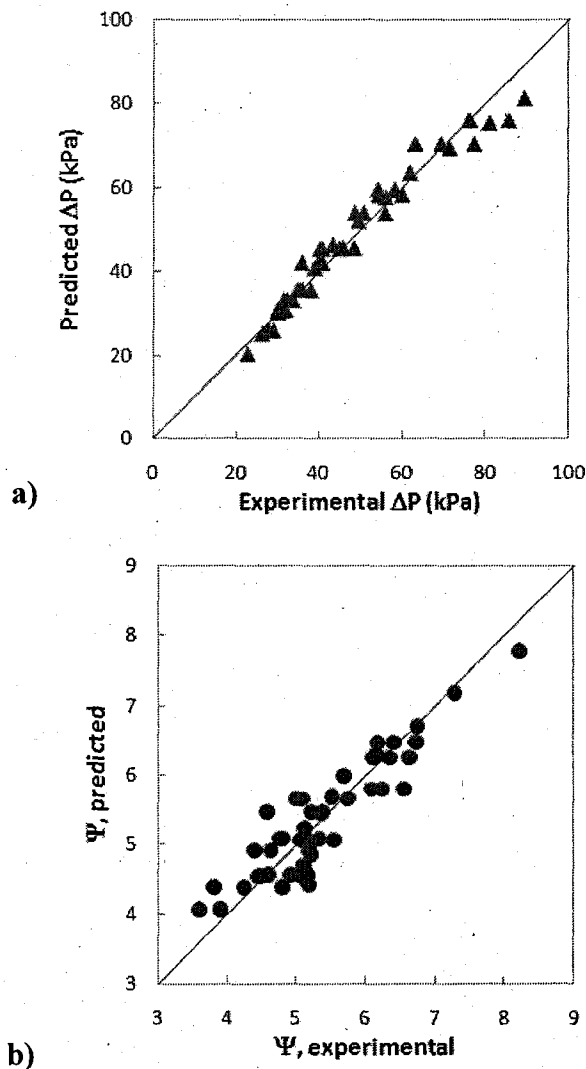 100
80
60
40
20
0
Predicted ΔP (kPa)
0 20 40 60 80 100
Experimental ΔP (kPa)
a)
9
8
7
6
5
4
3
Ψ, predicted
3 4 5 6 7 8 9
Ψ, experimental
b)